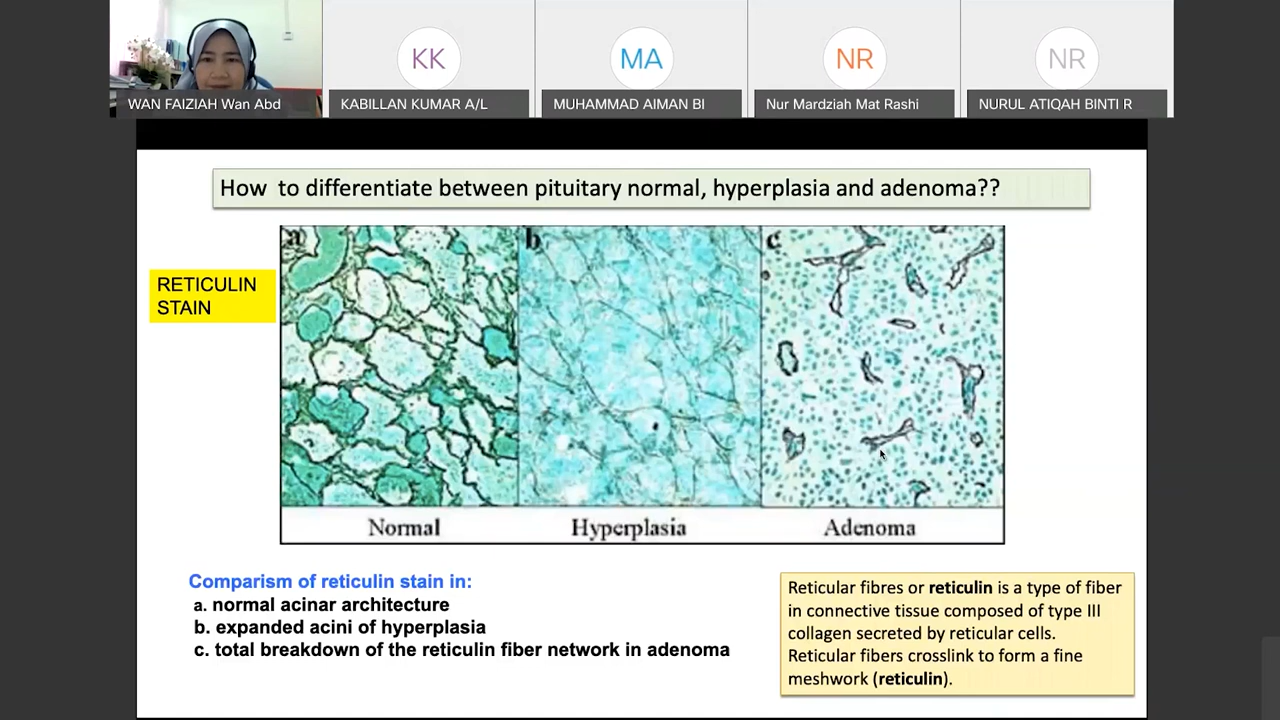 KK
MA
NR
NR
WAN FAIZIAH Wan Abd
KABILLAN KUMAR A/L
MUHAMMAD AIMAN BI
Nur Mardziah Mat Rashi
NURUL ATIQAH BINTI R
How to differentiate between pituitary normal, hyperplasia and adenoma??
RETICULIN
STAIN
a
b
c
Normal
Hyperplasia
Adenoma
Comparism of reticulin stain in:
a. normal acinar architecture
b. expanded acini of hyperplasia
c. total breakdown of the reticulin fiber network in adenoma
Reticular fibres or reticulin is a type of fiber
in connective tissue composed of type III
collagen secreted by reticular cells.
Reticular fibers crosslink to form a fine
meshwork (reticulin).